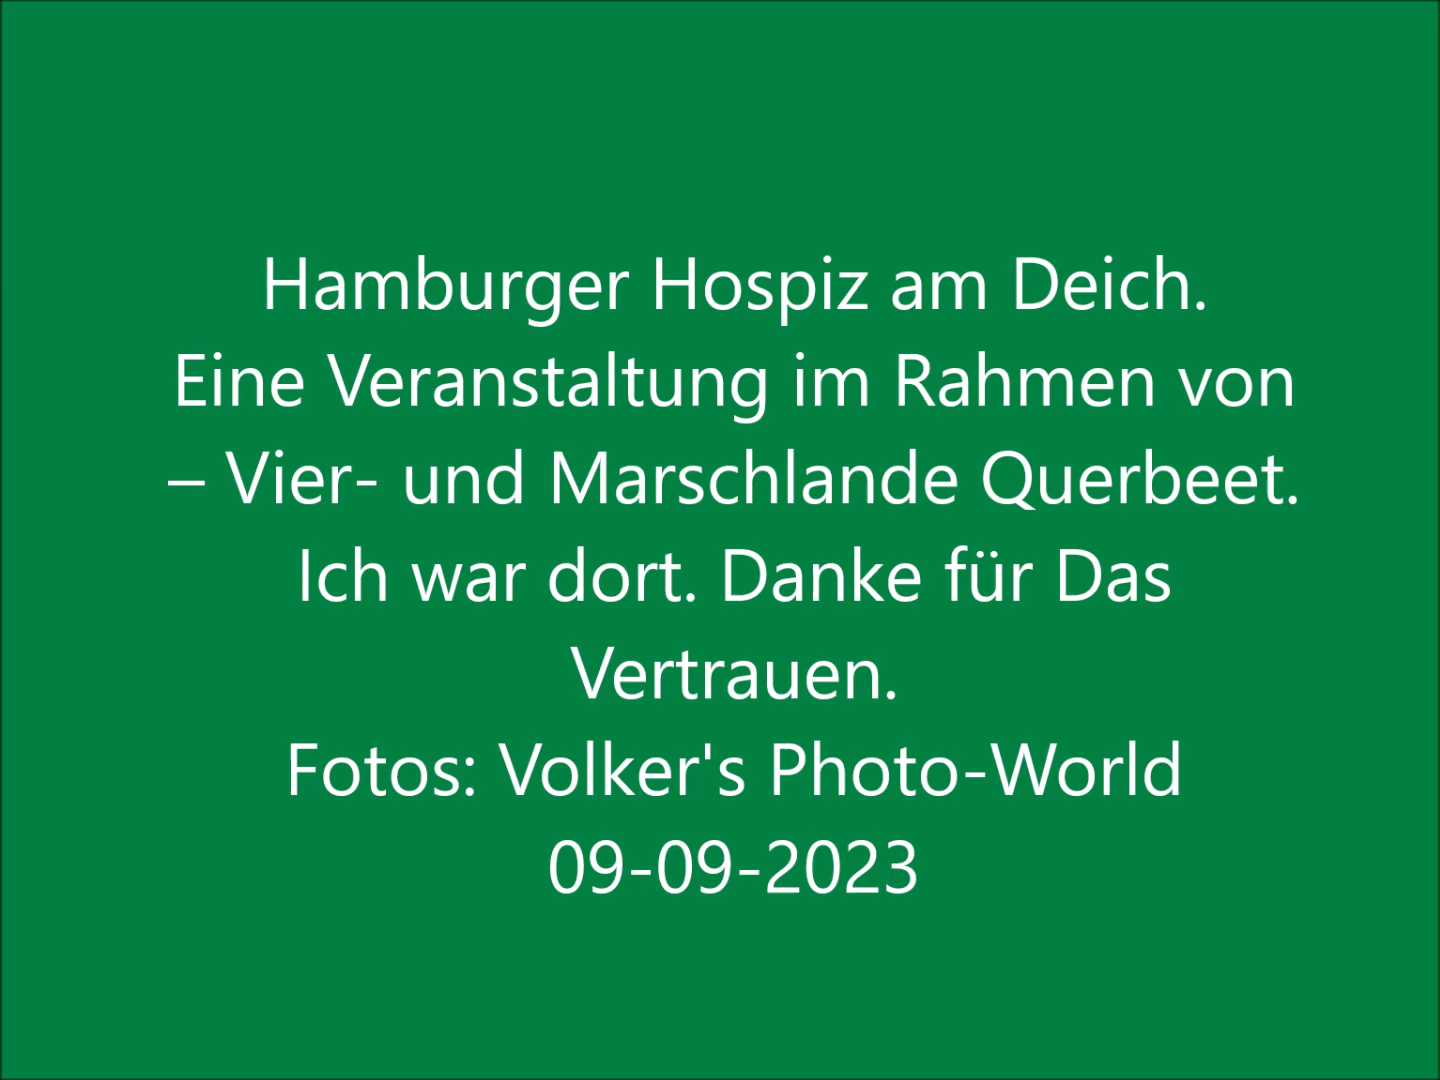 Hamburger Hospiz am Deich.
Eine Veranstaltung im Rahmen von
– Vier- und Marschlande Querbeet.
Ich war dort. Danke für Das
Vertrauen.
Fotos: Volker's Photo-World
09-09-2023